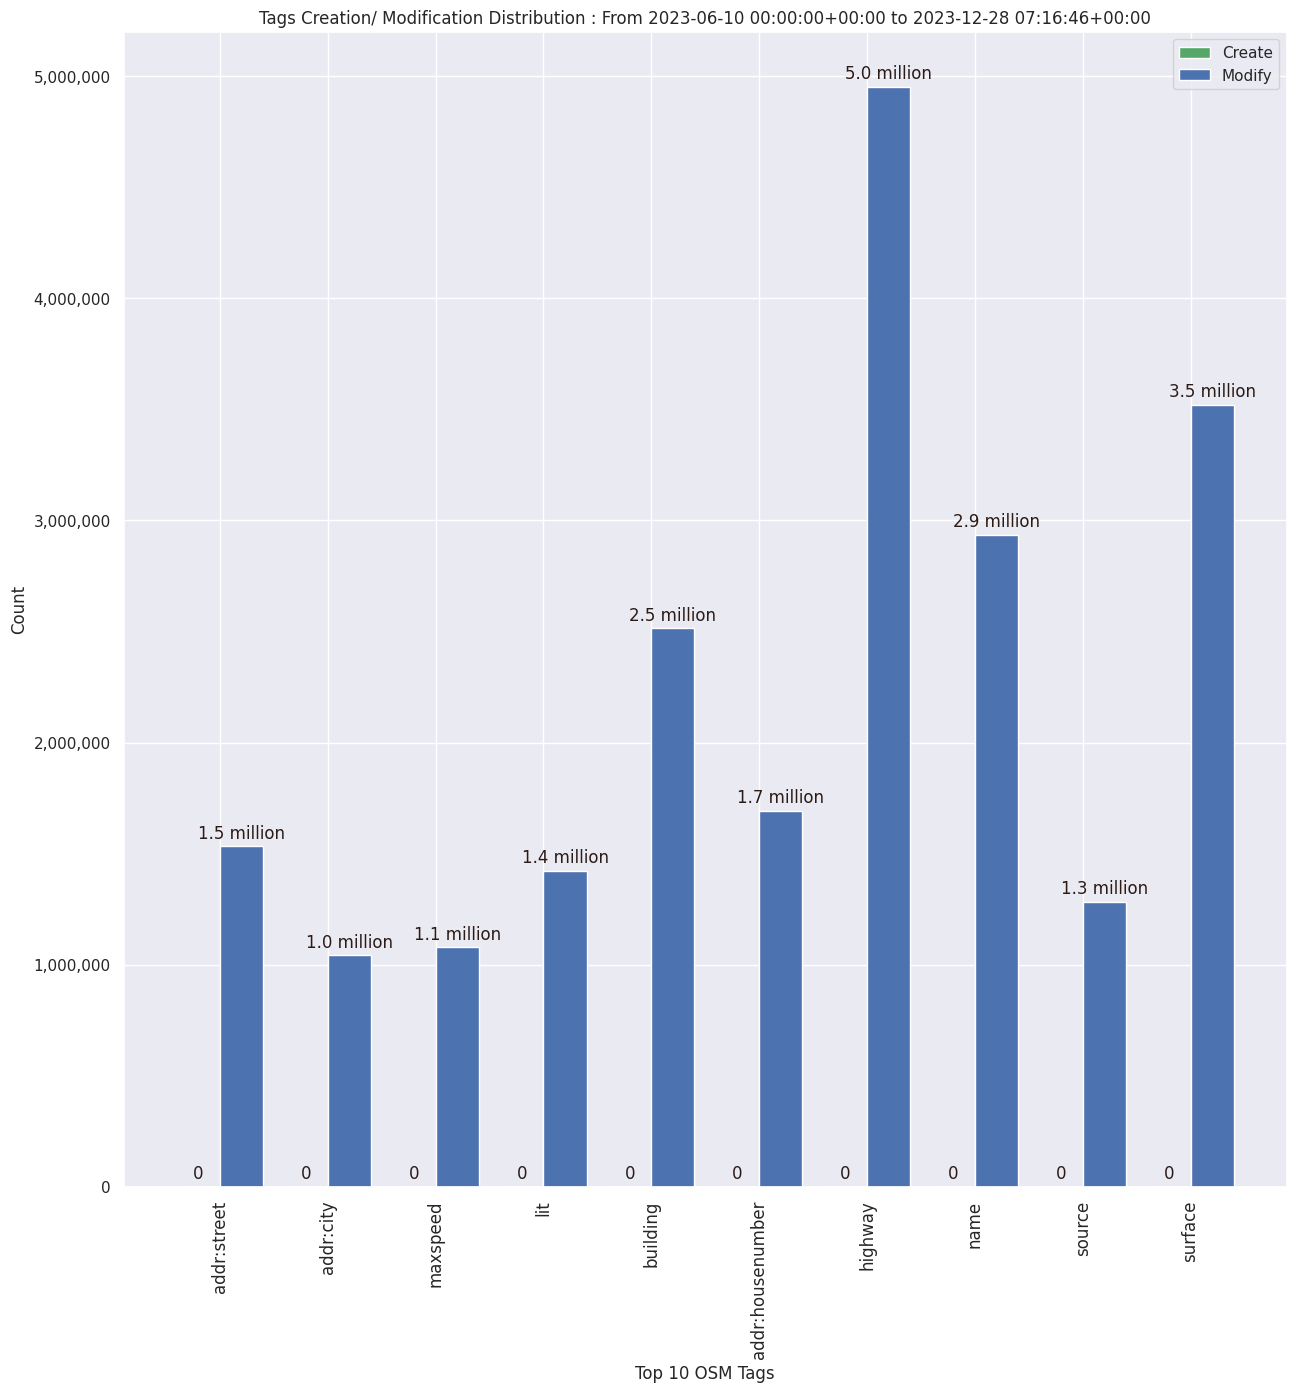 Tags Creation/ Modification Distribution : From 2023-06-10 00:00:00+00:00 to 2023-12-28 07:16:46+00:00
Create
Modify
5,000,000
4,000,000
3,000,000
2,000,000
1,000,000
0
Count
1.5 million
1.0 million
1.1 million
1.4 million
2.5 million
1.7 million
5.0 million
2.9 million
1.3 million
3.5 million
0
0
0
0
0
0
0
0
0
0
addr:street
addr:city
maxspeed
lit
building
addr:housenumber
highway
name
source
surface
Top 10 OSM Tags